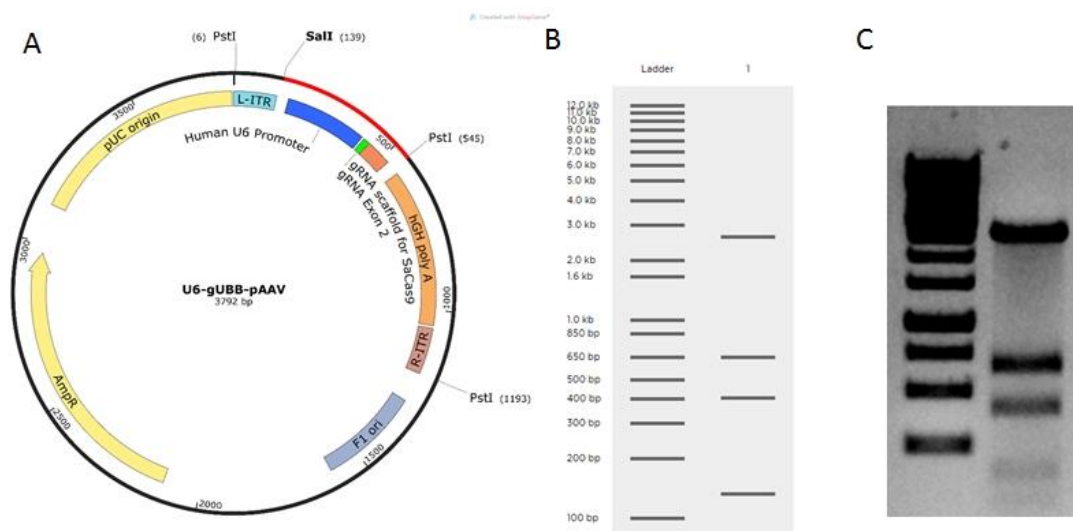 Created with SnapGene®
A
B
C
(6) PstI
SalI (139)
PstI (545)
PstI (1193)
L-ITR
Human U6 Promoter
pUC origin
gRNA scaffold for SaCas9
gRNA Exon 2
hGH poly A
R-ITR
F1 ori
AmpR
U6-gUBB-pAAV
3792 bp
500
1000
1500
2000
2500
3000
3500
Ladder
1
12.0 kb
11.0 kb
10.0 kb
9.0 kb
8.0 kb
7.0 kb
6.0 kb
5.0 kb
4.0 kb
3.0 kb
2.0 kb
1.6 kb
1.0 kb
850 bp
650 bp
500 bp
400 bp
300 bp
200 bp
100 bp